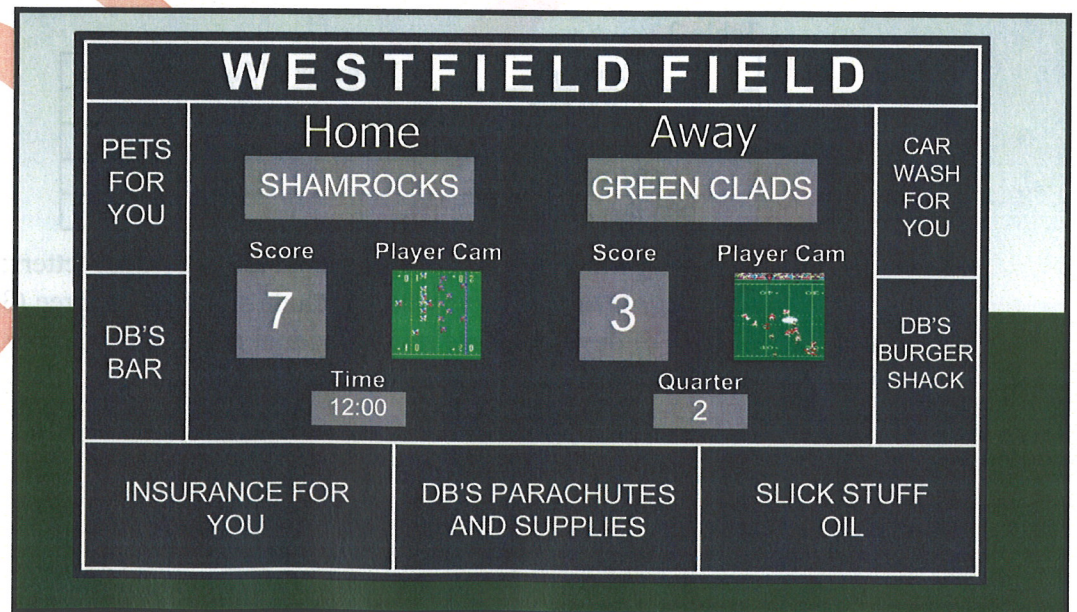 WESTFIELD FIELD
PETS
FOR
YOU
DB'S
BAR
Home
SHAMROCKS
Score
7
Player Cam
Time
12:00
Away
GREEN CLADS
Score
3
Player Cam
Quarter
2
CAR
WASH
FOR
YOU
DB'S
BURGER
SHACK
INSURANCE FOR
YOU
DB'S PARACHUTES
AND SUPPLIES
SLICK STUFF
OIL